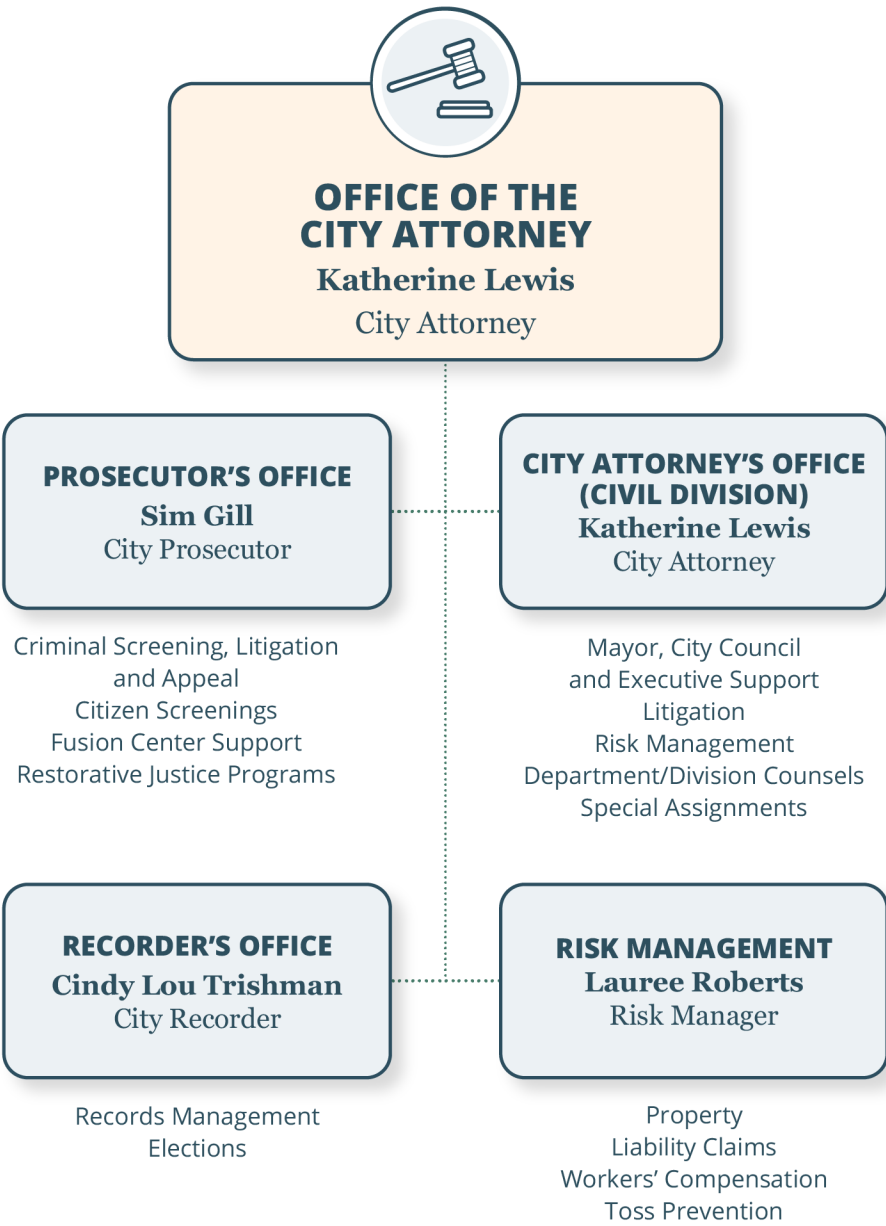 OFFICE OF THE
CITY ATTORNEY
Katherine Lewis
City Attorney
PROSECUTOR’S OFFICE
Sim Gill
City Prosecutor
Criminal Screening, Litigation
and Appeal
Citizen Screenings
Fusion Center Support
Restorative Justice Programs
CITY ATTORNEY’S OFFICE
(CIVIL DIVISION)
Katherine Lewis
City Attorney
Mayor, City Council
and Executive Support
Litigation
Risk Management
Department/Division Counsels
Special Assignments
RECORDER’S OFFICE
Cindy Lou Trishman
City Recorder
Records Management
Elections
RISK MANAGEMENT
Lauree Roberts
Risk Manager
Property
Liability Claims
Workers’ Compensation
Toss Prevention